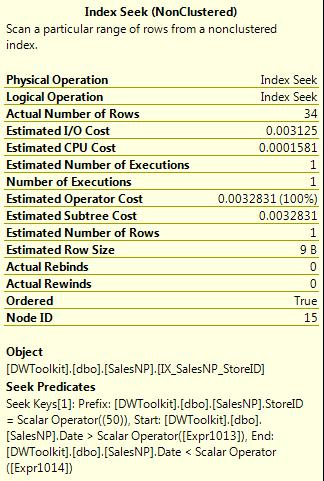 Index Seek (NonClustered)
Scan a particular range of rows from a nonclustered
index.
Physical Operation Index Seek
Logical Operation Index Seek
Actual Number of Rows 34
Estimated I/O Cost 0.003125
Estimated CPU Cost 0.0001581
Estimated Number of Executions 1
Number of Executions 1
Estimated Operator Cost 0.0032831 (100%)
Estimated Subtree Cost 0.0032831
Estimated Number of Rows 1
Estimated Row Size 9 B
Actual Rebinds 0
Actual Rewinds 0
Ordered True
Node ID 15
Object
[DWToolkit].[dbo].[SalesNP].[IX_SalesNP_StoreID]
Seek Predicates
Seek Keys[1]: Prefix: [DWToolkit].[dbo].[SalesNP].StoreID
= Scalar Operator((50)), Start: [DWToolkit].[dbo].
[SalesNP].Date > Scalar Operator([Expr1013]), End:
[DWToolkit].[dbo].[SalesNP].Date < Scalar Operator
([Expr1014])